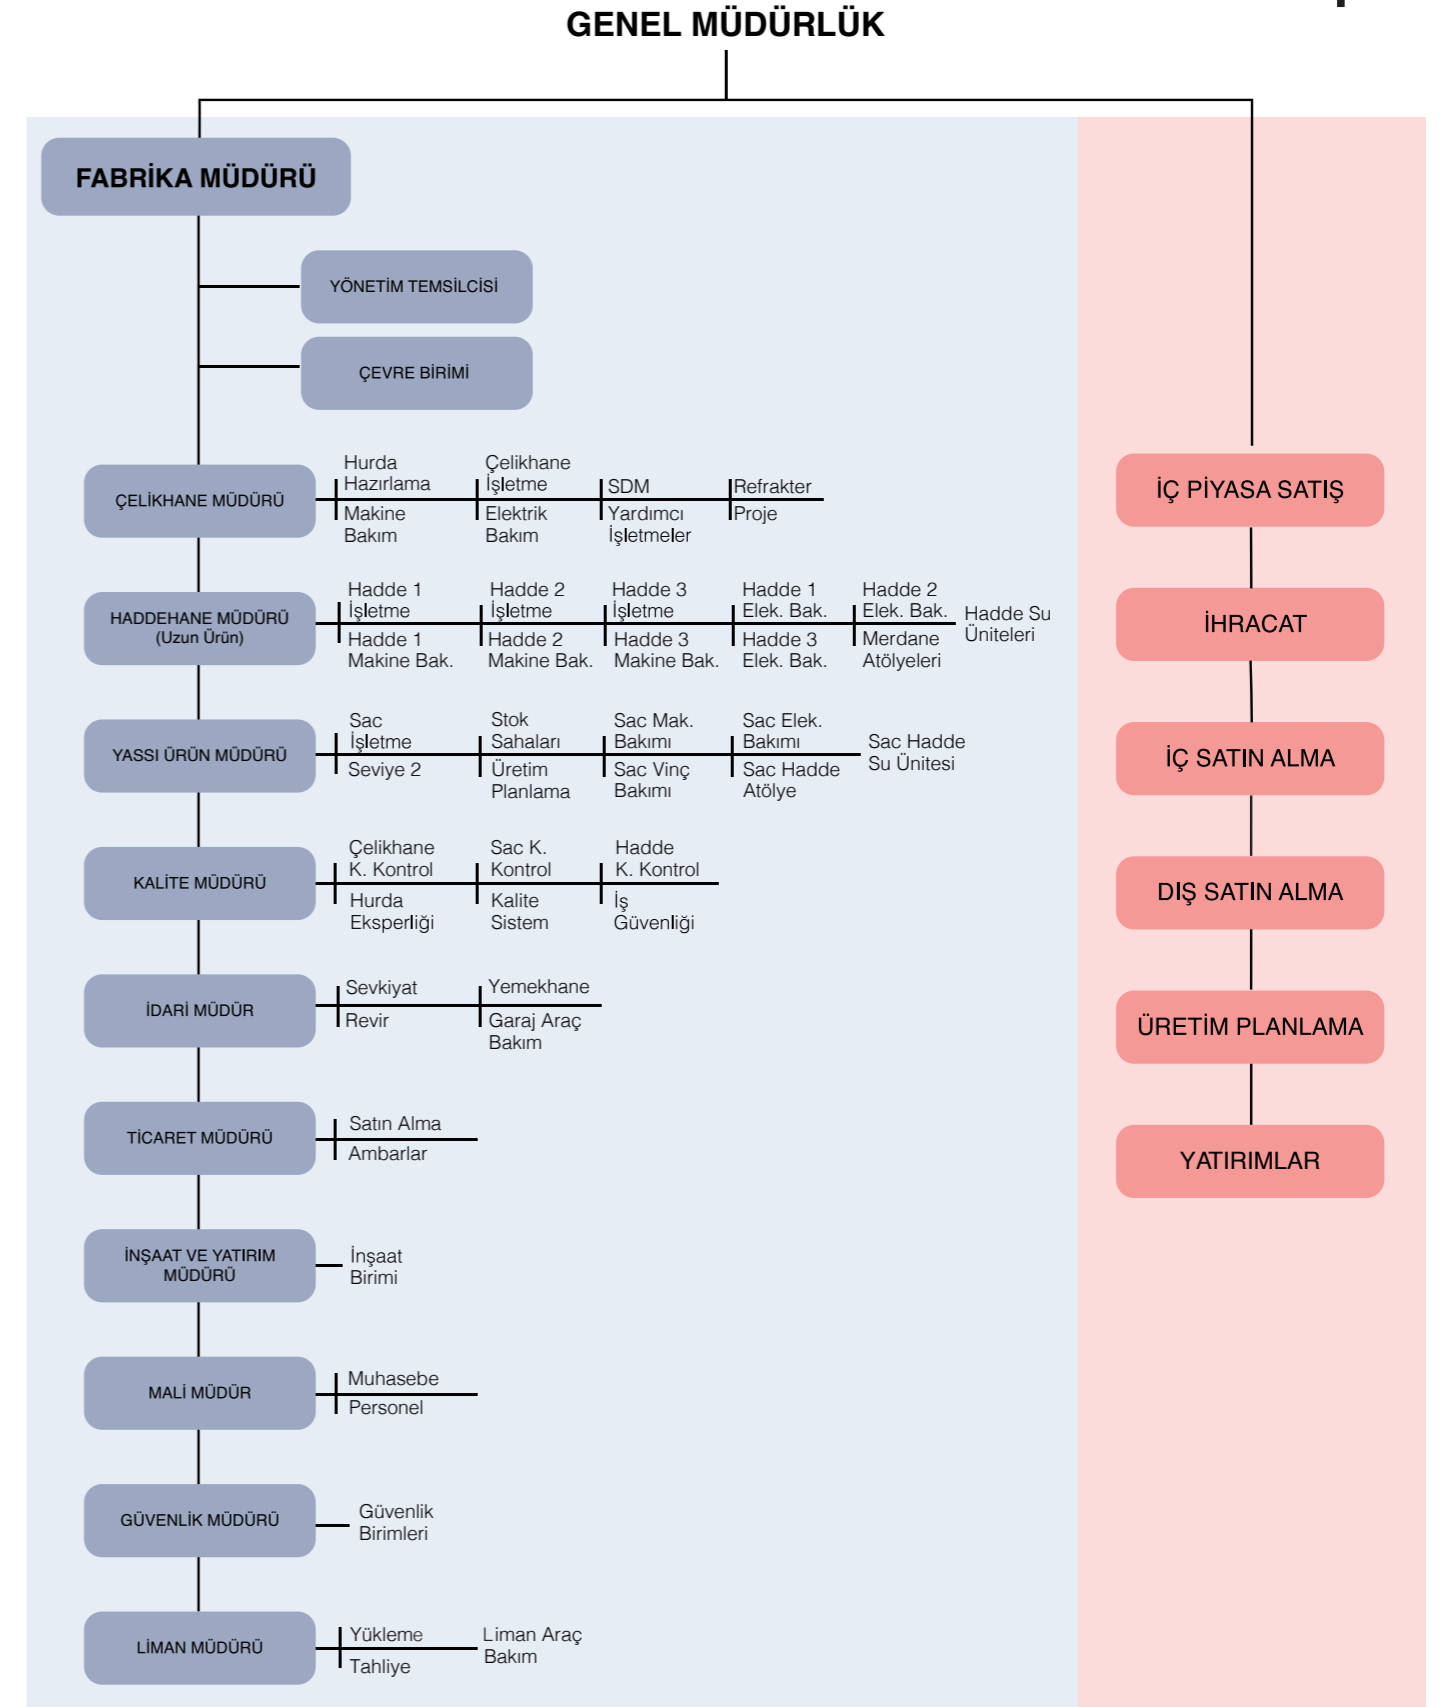 GENEL MÜDÜRLÜK
FABRİKA MÜDÜRÜ
YÖNETİM TEMSİLCİSİ
ÇEVRE BİRİMİ
ÇELİKHANE MÜDÜRÜ
Hurda
Hazırlama
Makine
Bakım
Çelikhane
İşletme
Elektrik
Bakım
SDM
Yardımcı
İşletmeler
Refrakter
Proje
HADDEHANE MÜDÜRÜ
(Uzun Ürün)
Hadde 1
İşletme
Hadde 1
Makine Bak.
Hadde 2
İşletme
Hadde 2
Makine Bak.
Hadde 3
İşletme
Hadde 3
Makine Bak.
Hadde 1
Elek. Bak.
Hadde 3
Elek. Bak.
Hadde 2
Elek. Bak.
Merdane
Atölyeleri
Hadde Su
Üniteleri
YASSI ÜRÜN MÜDÜRÜ
Sac
İşletme
Seviye 2
Stok
Sahaları
Üretim
Planlama
Sac Mak.
Bakımı
Sac Vinç
Bakımı
Sac Elek.
Bakımı
Sac Hadde
Atölye
Sac Hadde
Su Ünitesi
KALİTE MÜDÜRÜ
Çelikhane
K. Kontrol
Hurda
Eksperliği
Sac K.
Kontrol
Kalite
Sistem
Hadde
K. Kontrol
İş
Güvenliği
İDARİ MÜDÜR
Sevkiyat
Revir
Yemekhane
Garaj Araç
Bakım
TİCARET MÜDÜRÜ
Satın Alma
Ambarlar
İNŞAAT VE YATIRIM
MÜDÜRÜ
İnşaat
Birimi
MALİ MÜDÜR
Muhasebe
Personel
GÜVENLİK MÜDÜRÜ
Güvenlik
Birimleri
LİMAN MÜDÜRÜ
Yükleme
Tahliye
Liman Araç
Bakım
İÇ PİYASA SATIŞ
İHRACAT
İÇ SATIN ALMA
DIŞ SATIN ALMA
ÜRETİM PLANLAMA
YATIRIMLAR